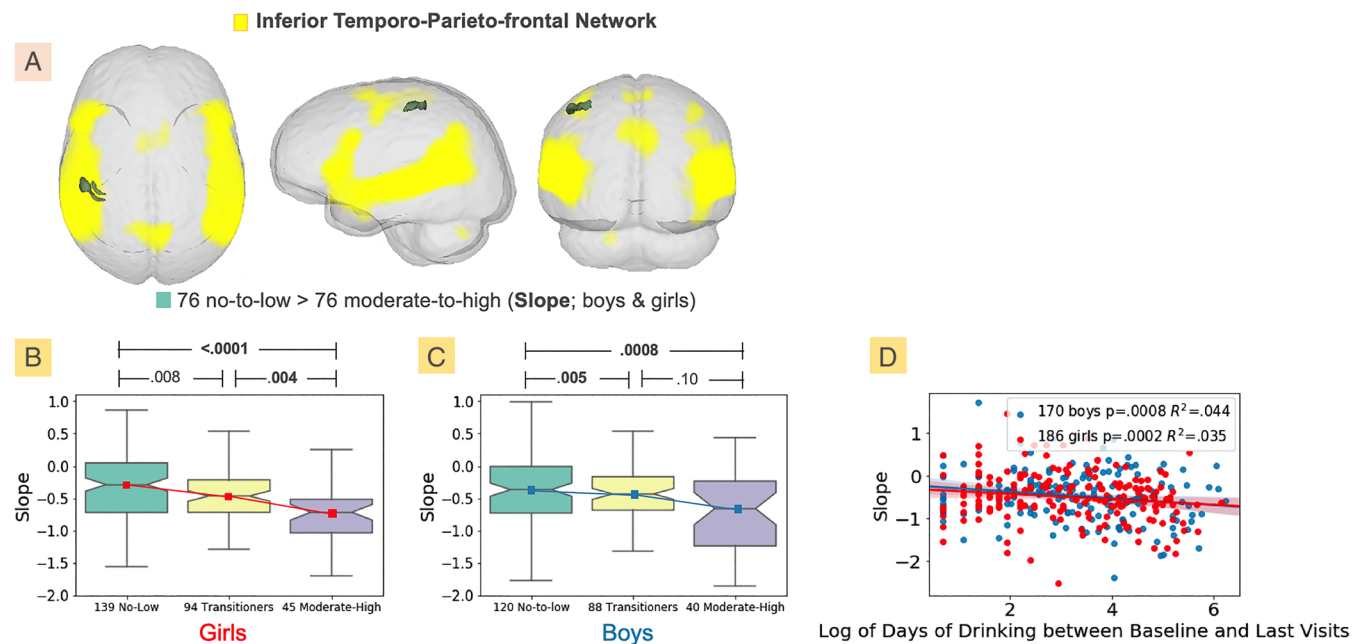 Inferior Temporo-Parieto-frontal Network
A
76 no-to-low > 76 moderate-to-high (Slope; boys & girls)
B
<.0001
.008
.004
1.0
0.5
0.0
−0.5
−1.0
−1.5
−2.0
Slope
139 No-Low
94 Transitioners
45 Moderate-High
Girls
C
.0008
.005
.10
1.0
0.5
0.0
−0.5
−1.0
−1.5
−2.0
Slope
120 No-to-low
88 Transitioners
40 Moderate-High
Boys
D
170 boys p=.0008 R²=.044
186 girls p=.0002 R²=.035
1
0
−1
−2
Slope
2
4
6
Log of Days of Drinking between Baseline and Last Visits